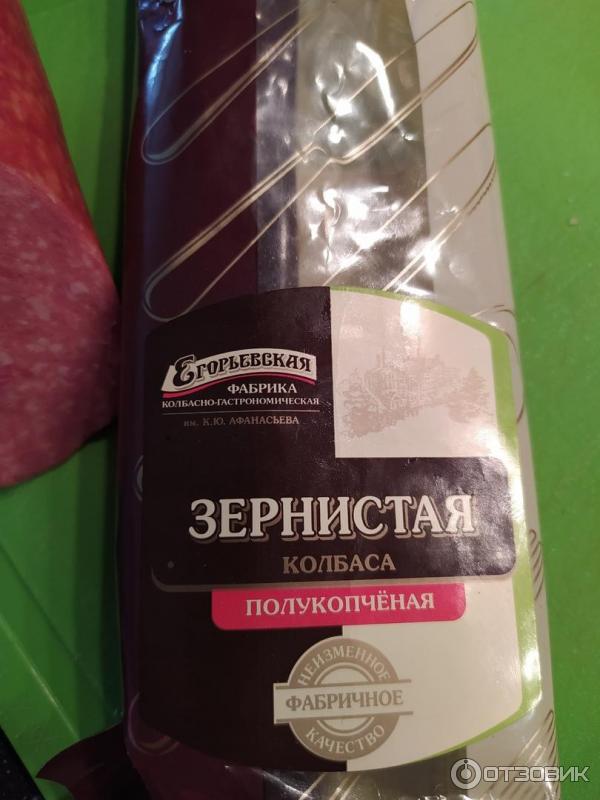 ЕГОРЬЕВСКАЯ
ФАБРИКА
КОЛБАСНО-ГАСТРОНОМИЧЕСКАЯ
им. К.Ю. АФАНАСЬЕВА
ЗЕРНИСТАЯ
КОЛБАСА
ПОЛУКОПЧЁНАЯ
НЕИЗМЕННОЕ
ФАБРИЧНОЕ
КАЧЕСТВО
ОТЗОВИК